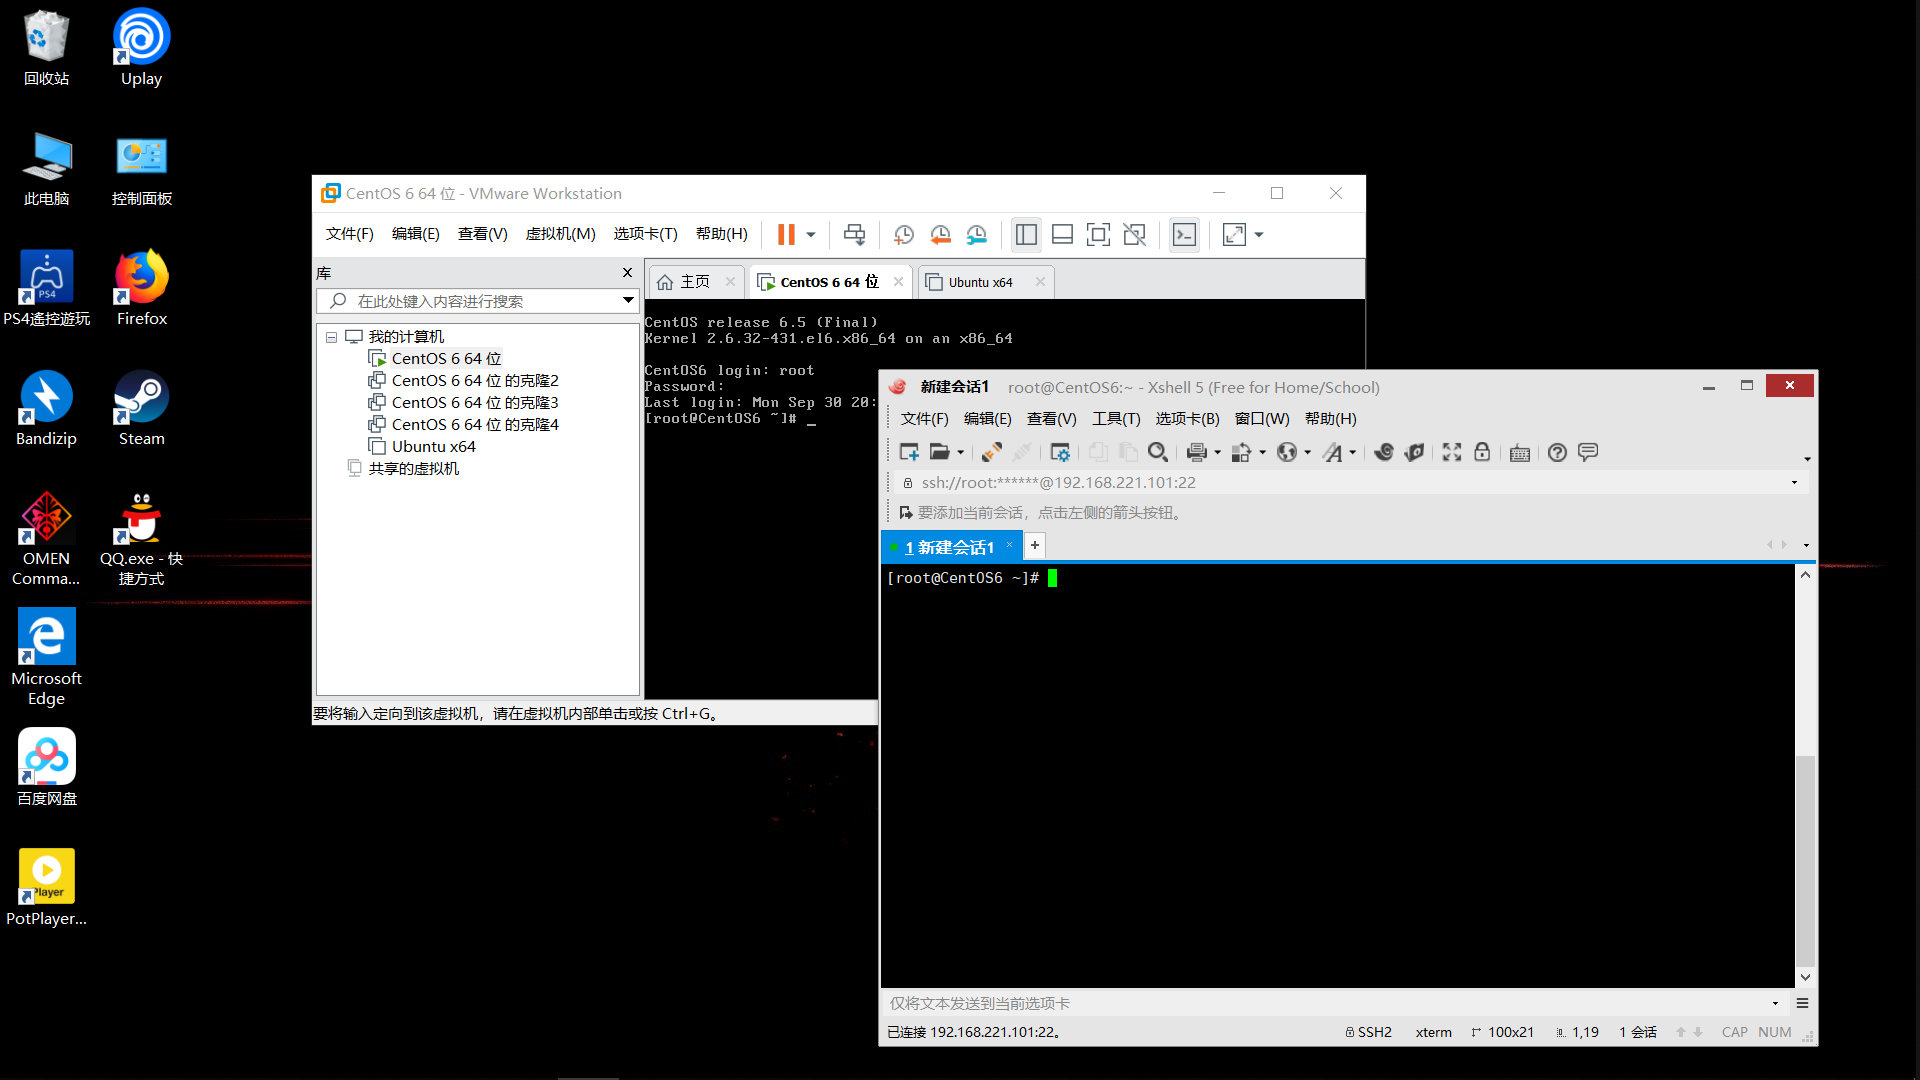 回收站
Uplay
此电脑
控制面板
PS4遙控遊玩
Firefox
Bandizip
Steam
OMEN
Comma...
QQ.exe - 快
捷方式
Microsoft
Edge
百度网盘
Player
PotPlayer...
CentOS 6 64 位 - VMware Workstation
文件(F) 编辑(E) 查看(V) 虚拟机(M) 选项卡(T) 帮助(H)
库
在此处键入内容进行搜索
我的计算机
CentOS 6 64 位
CentOS 6 64 位 的克隆2
CentOS 6 64 位 的克隆3
CentOS 6 64 位 的克隆4
Ubuntu x64
共享的虚拟机
主页 CentOS 6 64 位 Ubuntu x64
CentOS release 6.5 (Final)
Kernel 2.6.32-431.el6.x86_64 on an x86_64
CentOS6 login: root
Password:
Last login: Mon Sep 30 20:
[root@CentOS6 ~]# _
要将输入定向到该虚拟机，请在虚拟机内部单击或按 Ctrl+G。
新建会话1 root@CentOS6:~ - Xshell 5 (Free for Home/School)
文件(F) 编辑(E) 查看(V) 工具(T) 选项卡(B) 窗口(W) 帮助(H)
ssh://root:******@192.168.221.101:22
要添加当前会话，点击左侧的箭头按钮。
1 新建会话1
[root@CentOS6 ~]#
仅将文本发送到当前选项卡
已连接 192.168.221.101:22。 SSH2 xterm 100x21 1,19 1 会话 CAP NUM